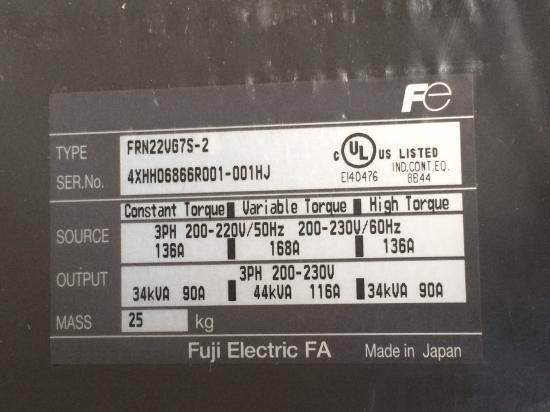 Fe
TYPE FRN22VG7S-2
SER.No. 4XHH06866R001-001HJ
C UL US LISTED
IND.CONT.EQ.
E140476 8B44
Constant Torque Variable Torque High Torque
SOURCE 3PH 200-220V/50Hz 200-230V/60Hz
136A 168A 136A
OUTPUT 3PH 200-230V
34kVA 90A 44kVA 116A 34kVA 90A
MASS 25 kg
Fuji Electric FA Made in Japan